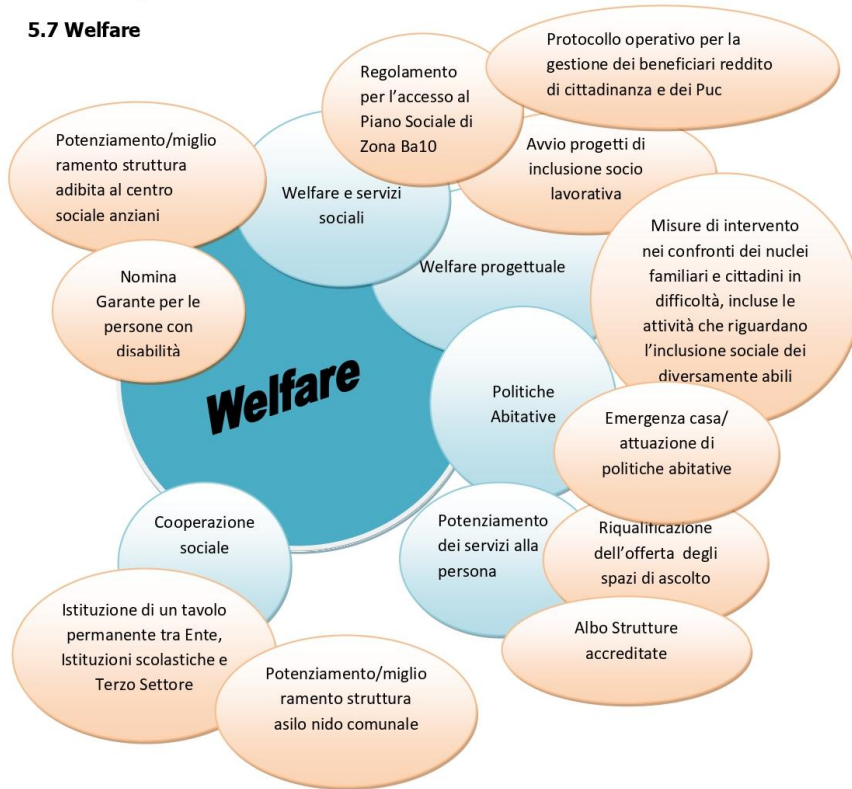 5.7 Welfare
Protocollo operativo per la
gestione dei beneficiari reddito
di cittadinanza e dei Puc
Regolamento
per l’accesso al
Piano Sociale di
Zona Ba10
Potenziamento/miglio
ramento struttura
adibita al centro
sociale anziani
Avvio progetti di
inclusione socio
lavorativa
Welfare e servizi
sociali
Misure di intervento
nei confronti dei nuclei
familiari e cittadini in
difficoltà, incluse le
attività che riguardano
l’inclusione sociale dei
diversamente abili
Welfare progettuale
Nomina
Garante per le
persone con
disabilità
Welfare
Politiche
Abitative
Emergenza casa/
attuazione di
politiche abitative
Cooperazione
sociale
Potenziamento
dei servizi alla
persona
Riqualificazione
dell’offerta degli
spazi di ascolto
Istituzione di un tavolo
permanente tra Ente,
Istituzioni scolastiche e
Terzo Settore
Albo Strutture
accreditate
Potenziamento/miglio
ramento struttura
asilo nido comunale